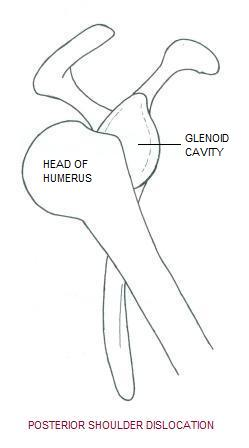 GLENOID
CAVITY
HEAD OF
HUMERUS
POSTERIOR SHOULDER DISLOCATION